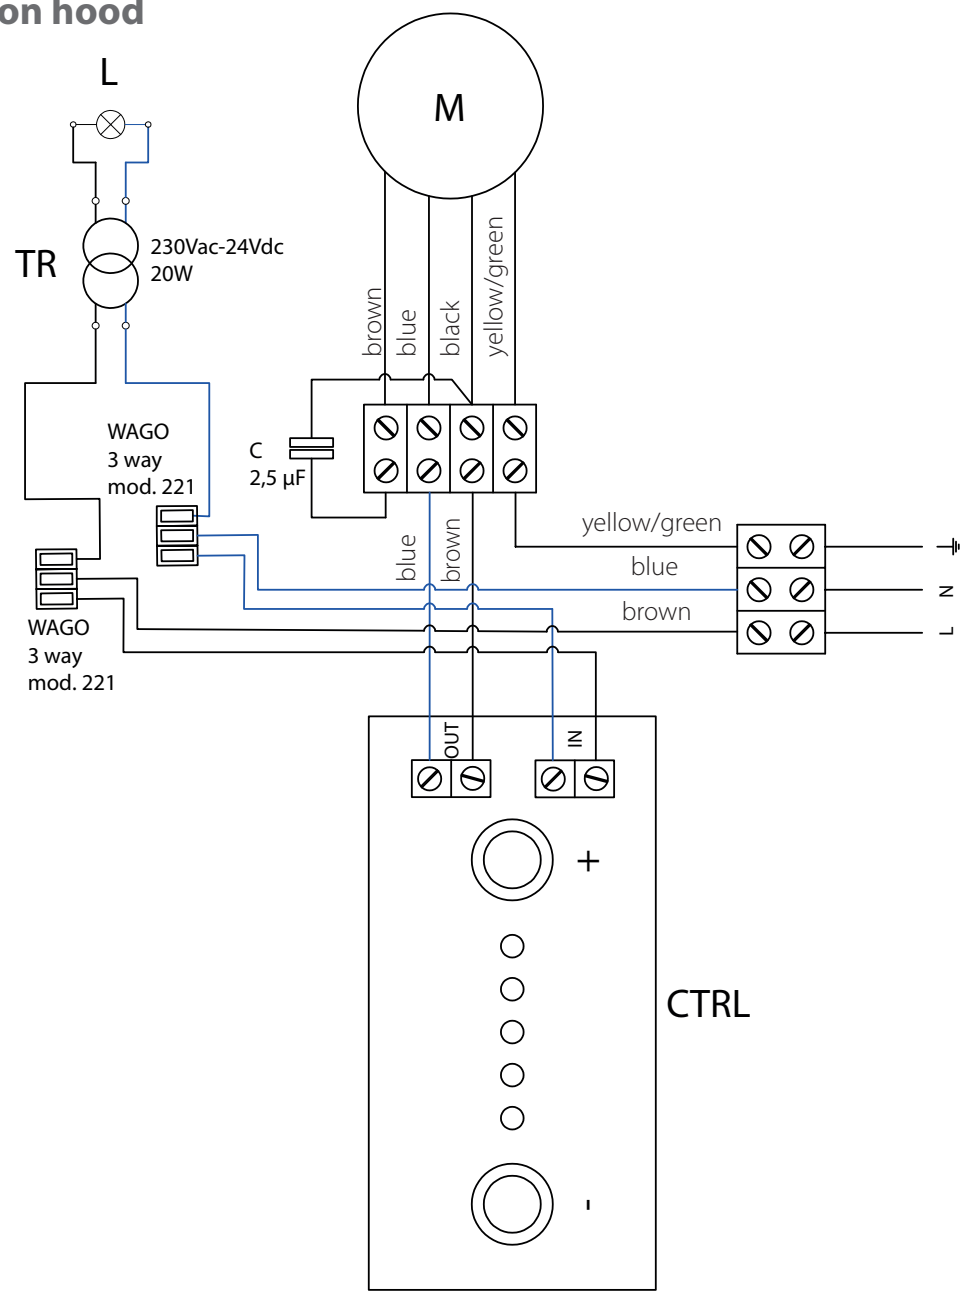 on hood
L
M
TR
230Vac-24Vdc
20W
brown
blue
black
yellow/green
WAGO
3 way
mod. 221
C
2,5 µF
yellow/green
blue
brown
blue
brown
N
L
WAGO
3 way
mod. 221
OUT
IN
+
CTRL
-